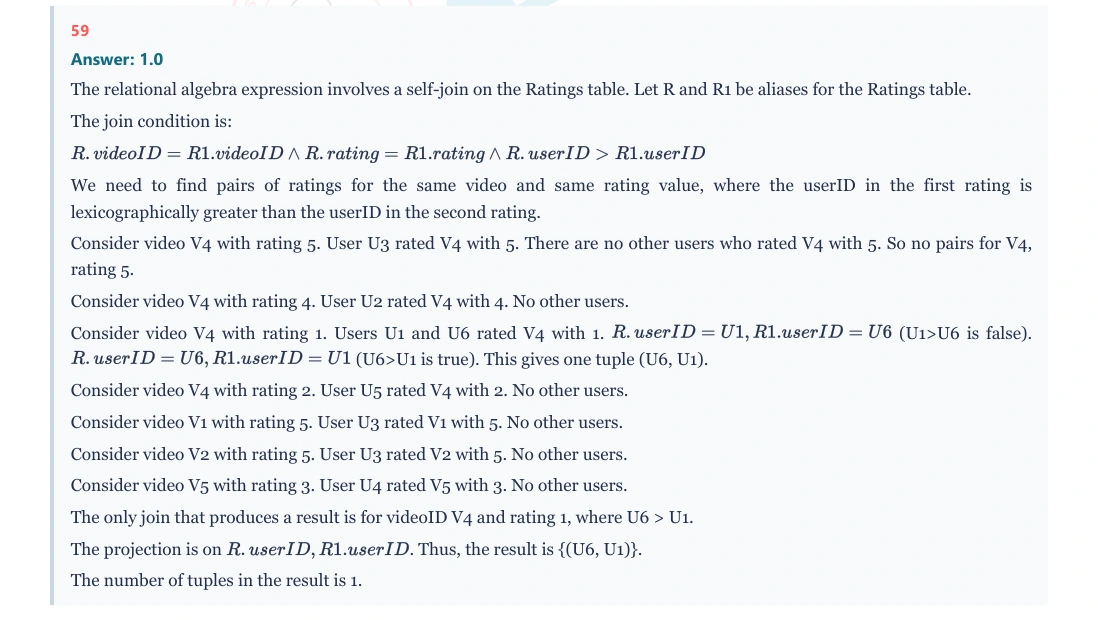 59
Answer: 1.0
The relational algebra expression involves a self-join on the Ratings table. Let R and R1 be aliases for the Ratings table.
The join condition is:
R.videoID = R1.videoID ∧ R.rating = R1.rating ∧ R.userID > R1.userID
We need to find pairs of ratings for the same video and same rating value, where the userID in the first rating is
lexicographically greater than the userID in the second rating.
Consider video V4 with rating 5. User U3 rated V4 with 5. There are no other users who rated V4 with 5. So no pairs for V4,
rating 5.
Consider video V4 with rating 4. User U2 rated V4 with 4. No other users.
Consider video V4 with rating 1. Users U1 and U6 rated V4 with 1. R.userID = U1, R1.userID = U6 (U1>U6 is false).
R.userID = U6, R1.userID = U1 (U6>U1 is true). This gives one tuple (U6, U1).
Consider video V4 with rating 2. User U5 rated V4 with 2. No other users.
Consider video V1 with rating 5. User U3 rated V1 with 5. No other users.
Consider video V2 with rating 5. User U3 rated V2 with 5. No other users.
Consider video V5 with rating 3. User U4 rated V5 with 3. No other users.
The only join that produces a result is for videoID V4 and rating 1, where U6 > U1.
The projection is on R.userID, R1.userID. Thus, the result is {(U6, U1)}.
The number of tuples in the result is 1.